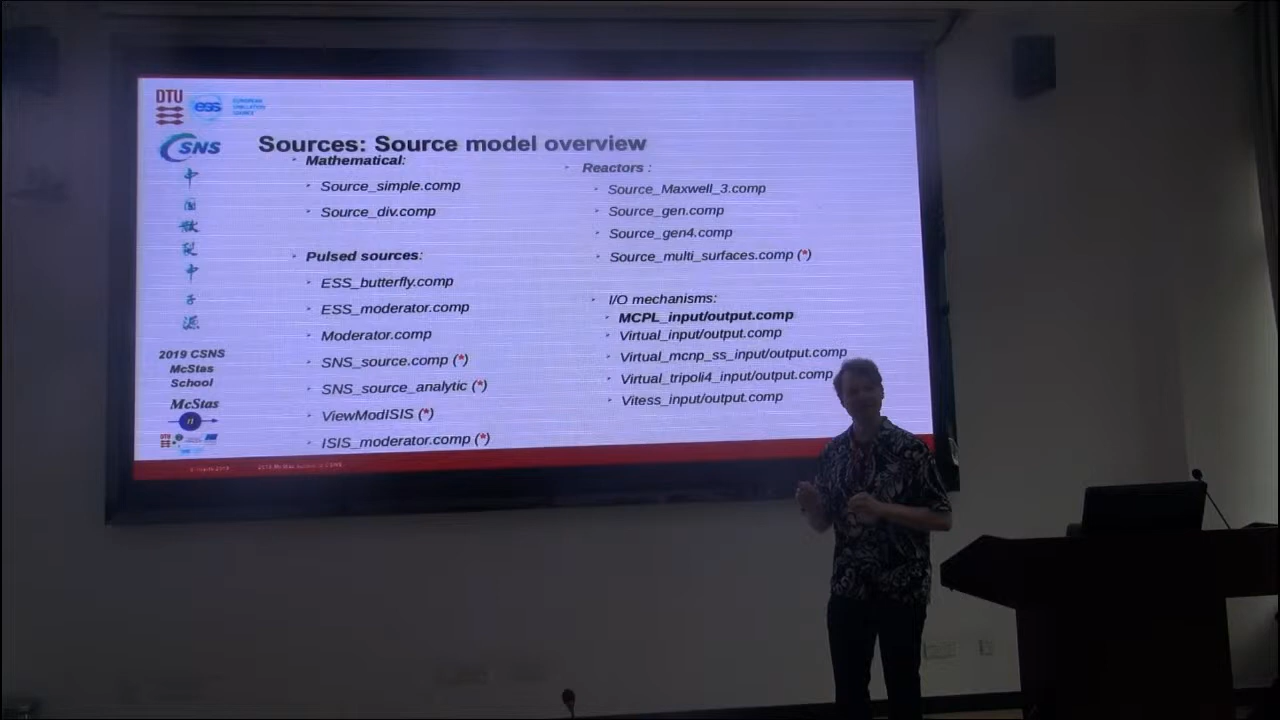 DTU
ess
EUROPEAN
SPALLATION
SOURCE
CSNS
中
国
散
裂
中
子
源
2019 CSNS
McStas
School
McStas
Sources: Source model overview
Mathematical:
Source_simple.comp
Source_div.comp
Pulsed sources:
ESS_butterfly.comp
ESS_moderator.comp
Moderator.comp
SNS_source.comp (*)
SNS_source_analytic (*)
ViewModISIS (*)
ISIS_moderator.comp (*)
Reactors :
Source_Maxwell_3.comp
Source_gen.comp
Source_gen4.comp
Source_multi_surfaces.comp (*)
I/O mechanisms:
MCPL_input/output.comp
Virtual_input/output.comp
Virtual_mcnp_ss_input/output.comp
Virtual_tripoli4_input/output.comp
Vitess_input/output.comp